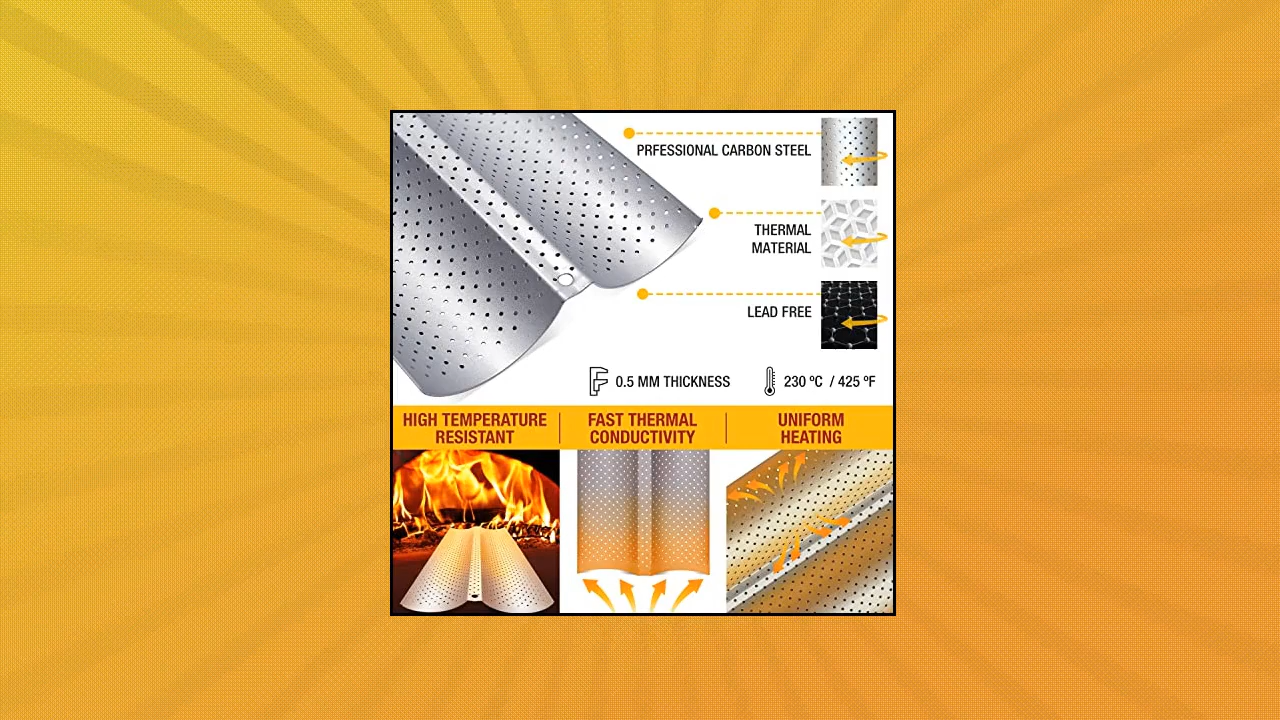 PRFESSIONAL CARBON STEEL
THERMAL
MATERIAL
LEAD FREE
0.5 MM THICKNESS
230 ºC / 425 ºF
HIGH TEMPERATURE
RESISTANT
FAST THERMAL
CONDUCTIVITY
UNIFORM
HEATING